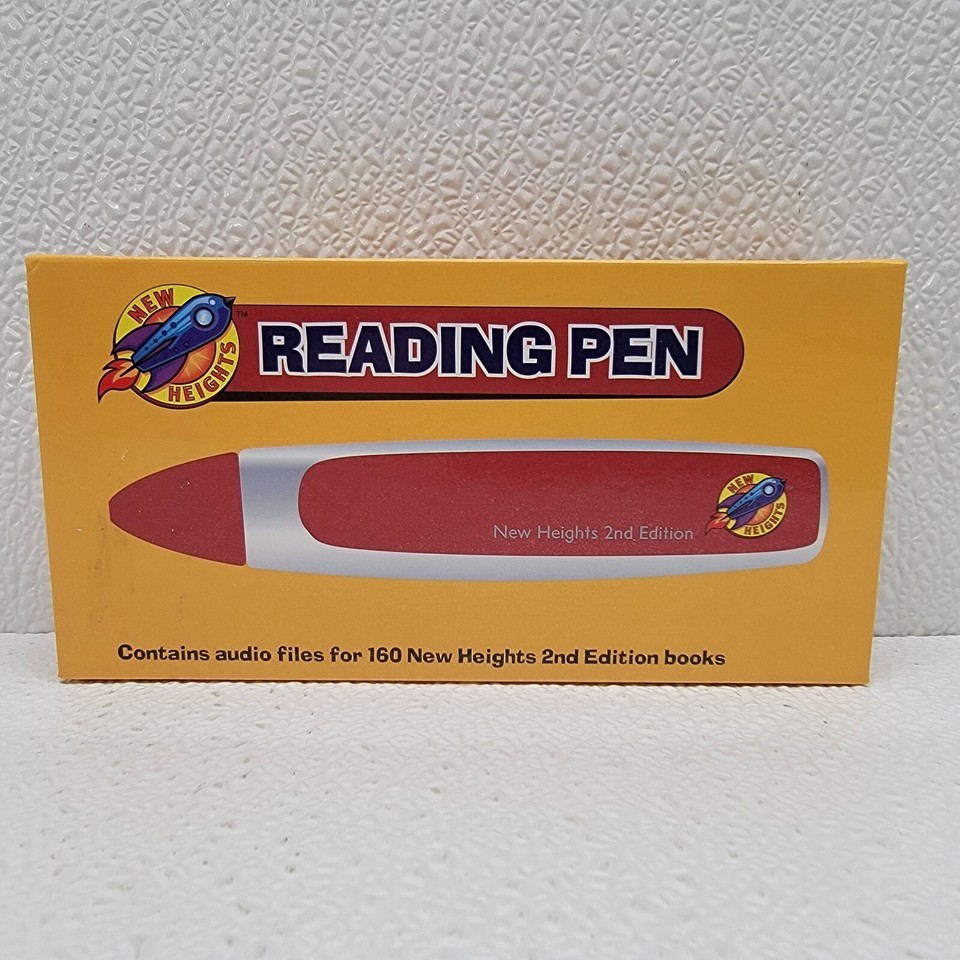 NEW
HEIGHTS
™
READING PEN
New Heights 2nd Edition
NEW
HEIGHTS
Contains audio files for 160 New Heights 2nd Edition books